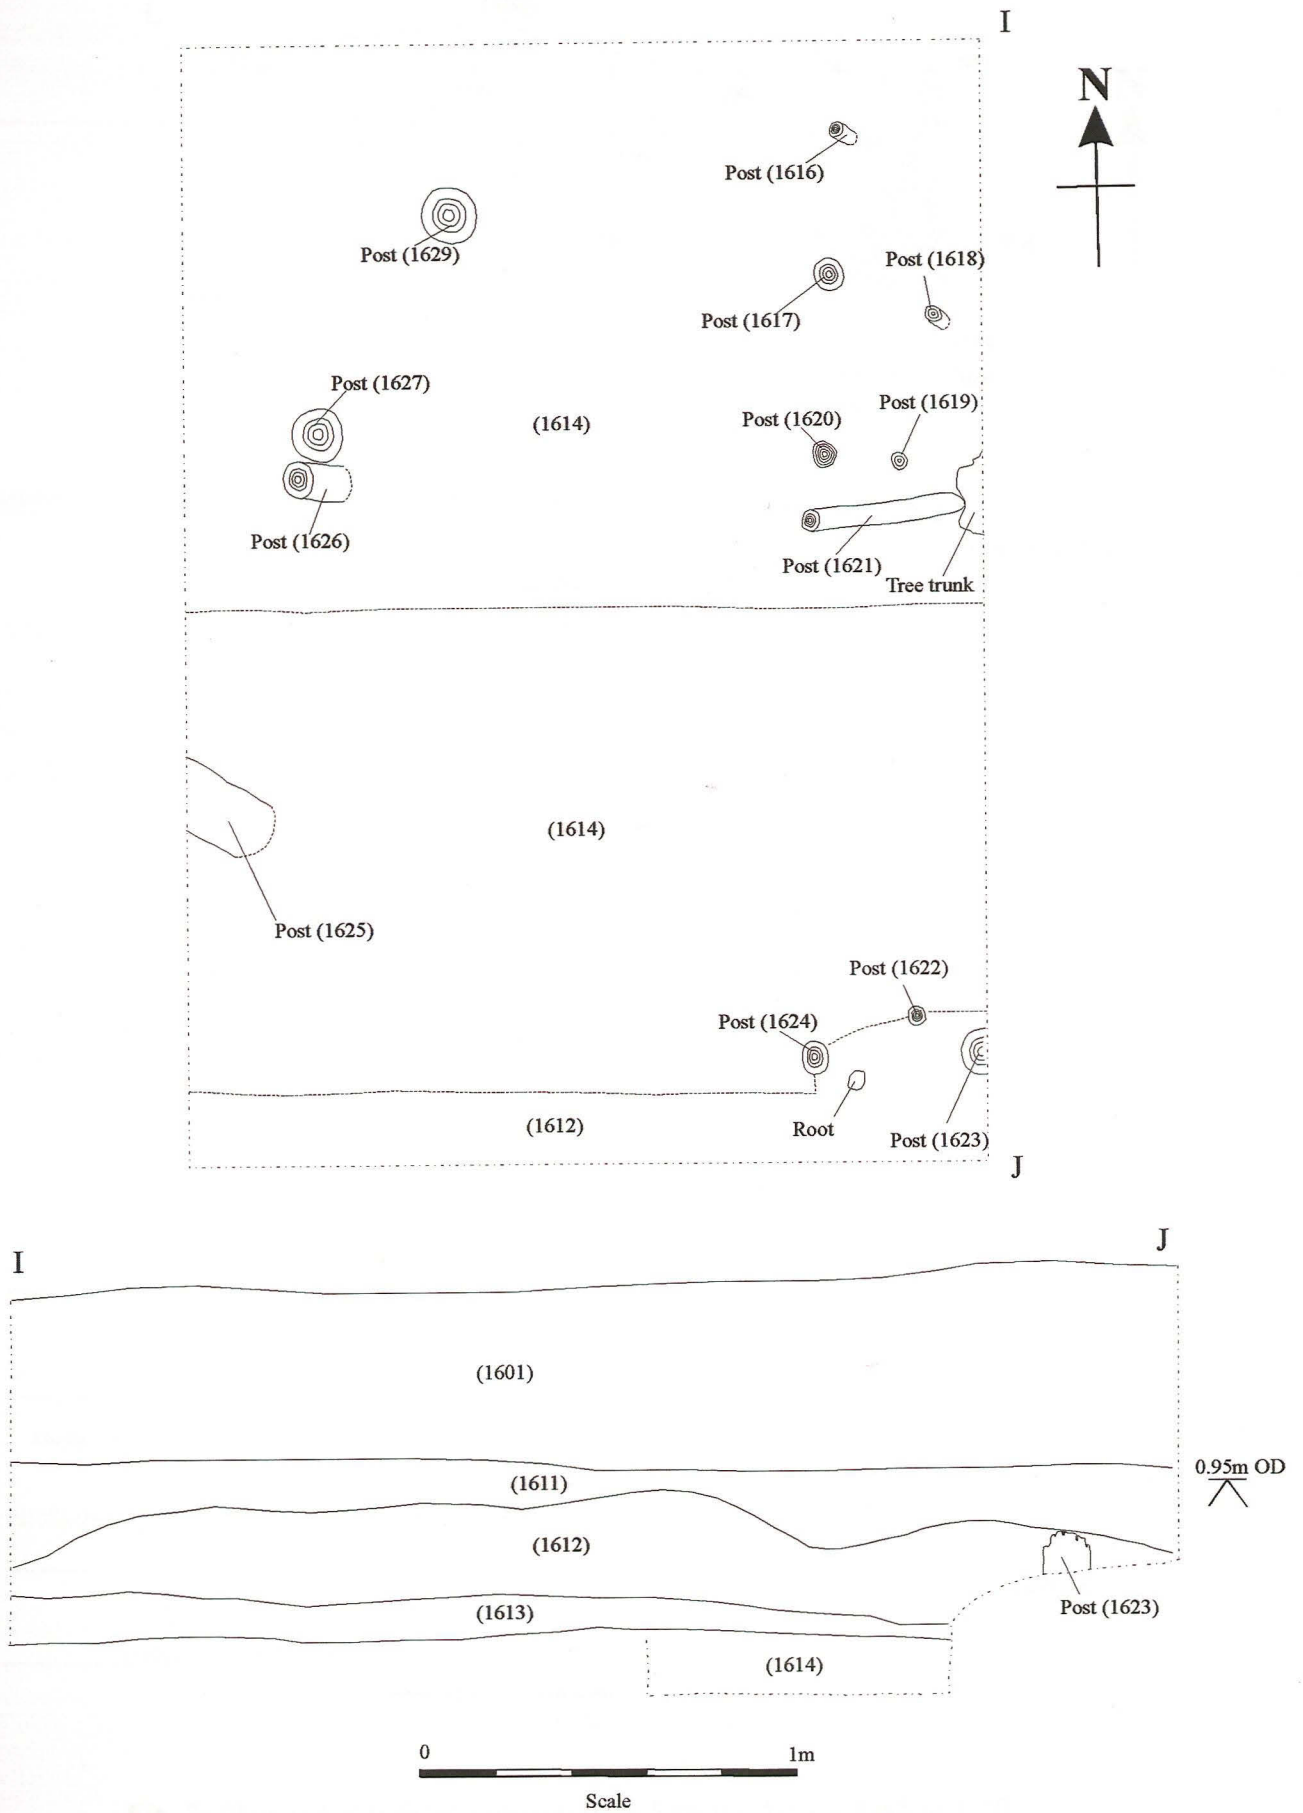 I
N
Post (1616)
Post (1629)
Post (1618)
Post (1617)
Post (1627)
Post (1619)
Post (1620)
(1614)
Post (1626)
Post (1621)
Tree trunk
(1614)
Post (1625)
Post (1622)
Post (1624)
(1612)
Root
Post (1623)
J
I
J
(1601)
0.95m OD
(1611)
(1612)
Post (1623)
(1613)
(1614)
0
1m
Scale